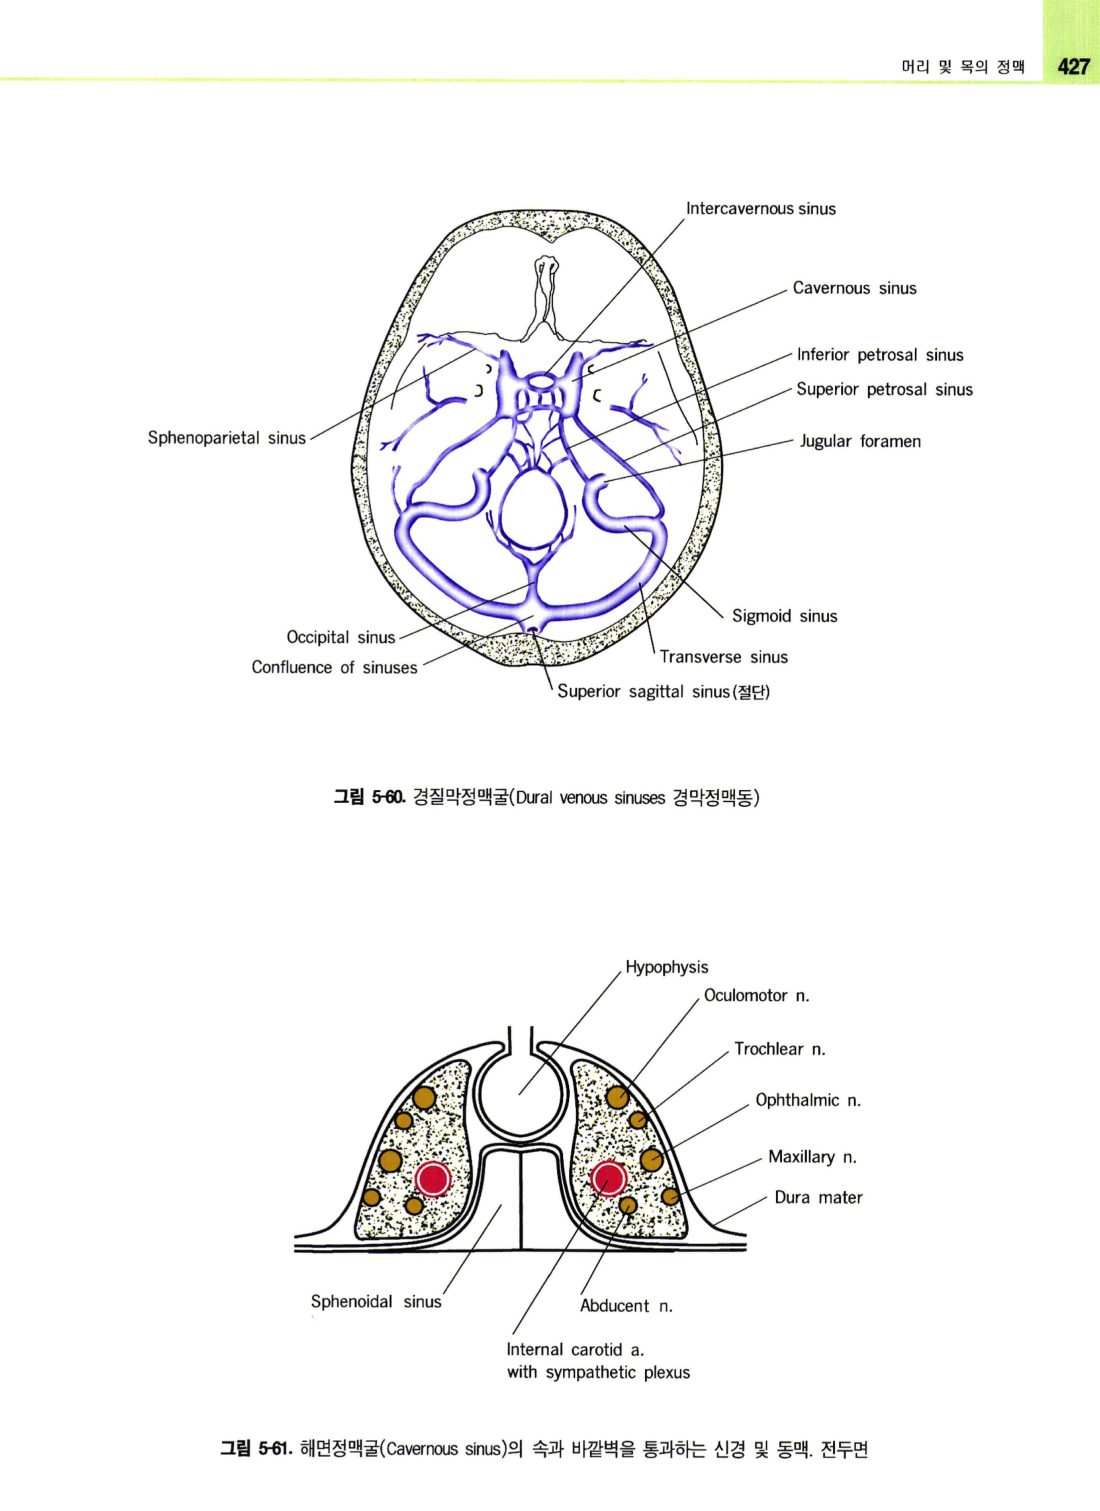 머리 및 목의 정맥 427
Intercavernous sinus
Cavernous sinus
Inferior petrosal sinus
Superior petrosal sinus
Sphenoparietal sinus
Jugular foramen
Sigmoid sinus
Occipital sinus
Transverse sinus
Confluence of sinuses
Superior sagittal sinus(절단)
그림 5-60. 경질막정맥굴(Dural venous sinuses 경막정맥동)
Hypophysis
Oculomotor n.
Trochlear n.
Ophthalmic n.
Maxillary n.
Dura mater
Sphenoidal sinus
Abducent n.
Internal carotid a.
with sympathetic plexus
그림 5-61. 해면정맥굴(Cavernous sinus)의 속과 바깥벽을 통과하는 신경 및 동맥. 전두면